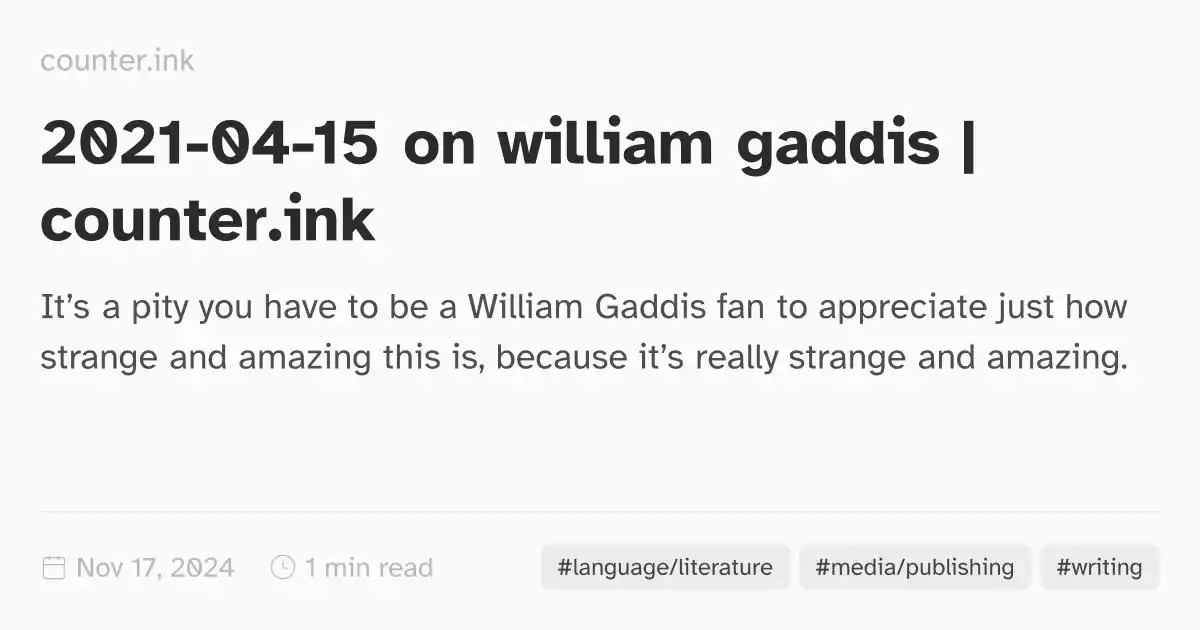 counter.ink
2021-04-15 on william gaddis |
counter.ink
It’s a pity you have to be a William Gaddis fan to appreciate just how
strange and amazing this is, because it’s really strange and amazing.
Nov 17, 2024 1 min read #language/literature #media/publishing #writing